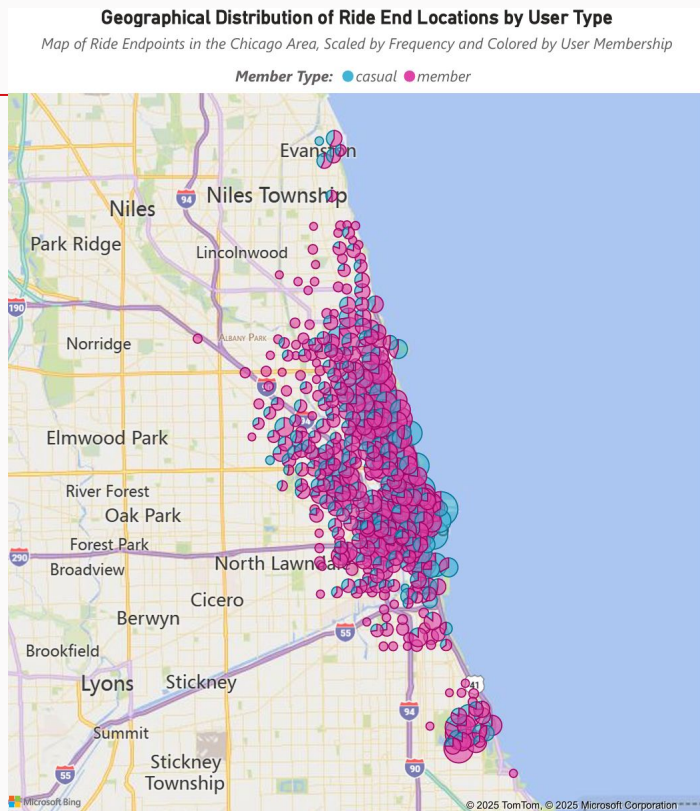 Geographical Distribution of Ride End Locations by User Type
Map of Ride Endpoints in the Chicago Area, Scaled by Frequency and Colored by User Membership
Member Type: casual member
Evanston
Niles Township
94
Niles
Park Ridge
Lincolnwood
190
ALBANY PARK
Norridge
Elmwood Park
River Forest
Oak Park
Forest Park
290
North Lawndale
Broadview
Cicero
Berwyn
55
Brookfield
Lyons
Stickney
41
94
Summit
Stickney
Township
55
90
Microsoft Bing
© 2025 TomTom, © 2025 Microsoft Corporation